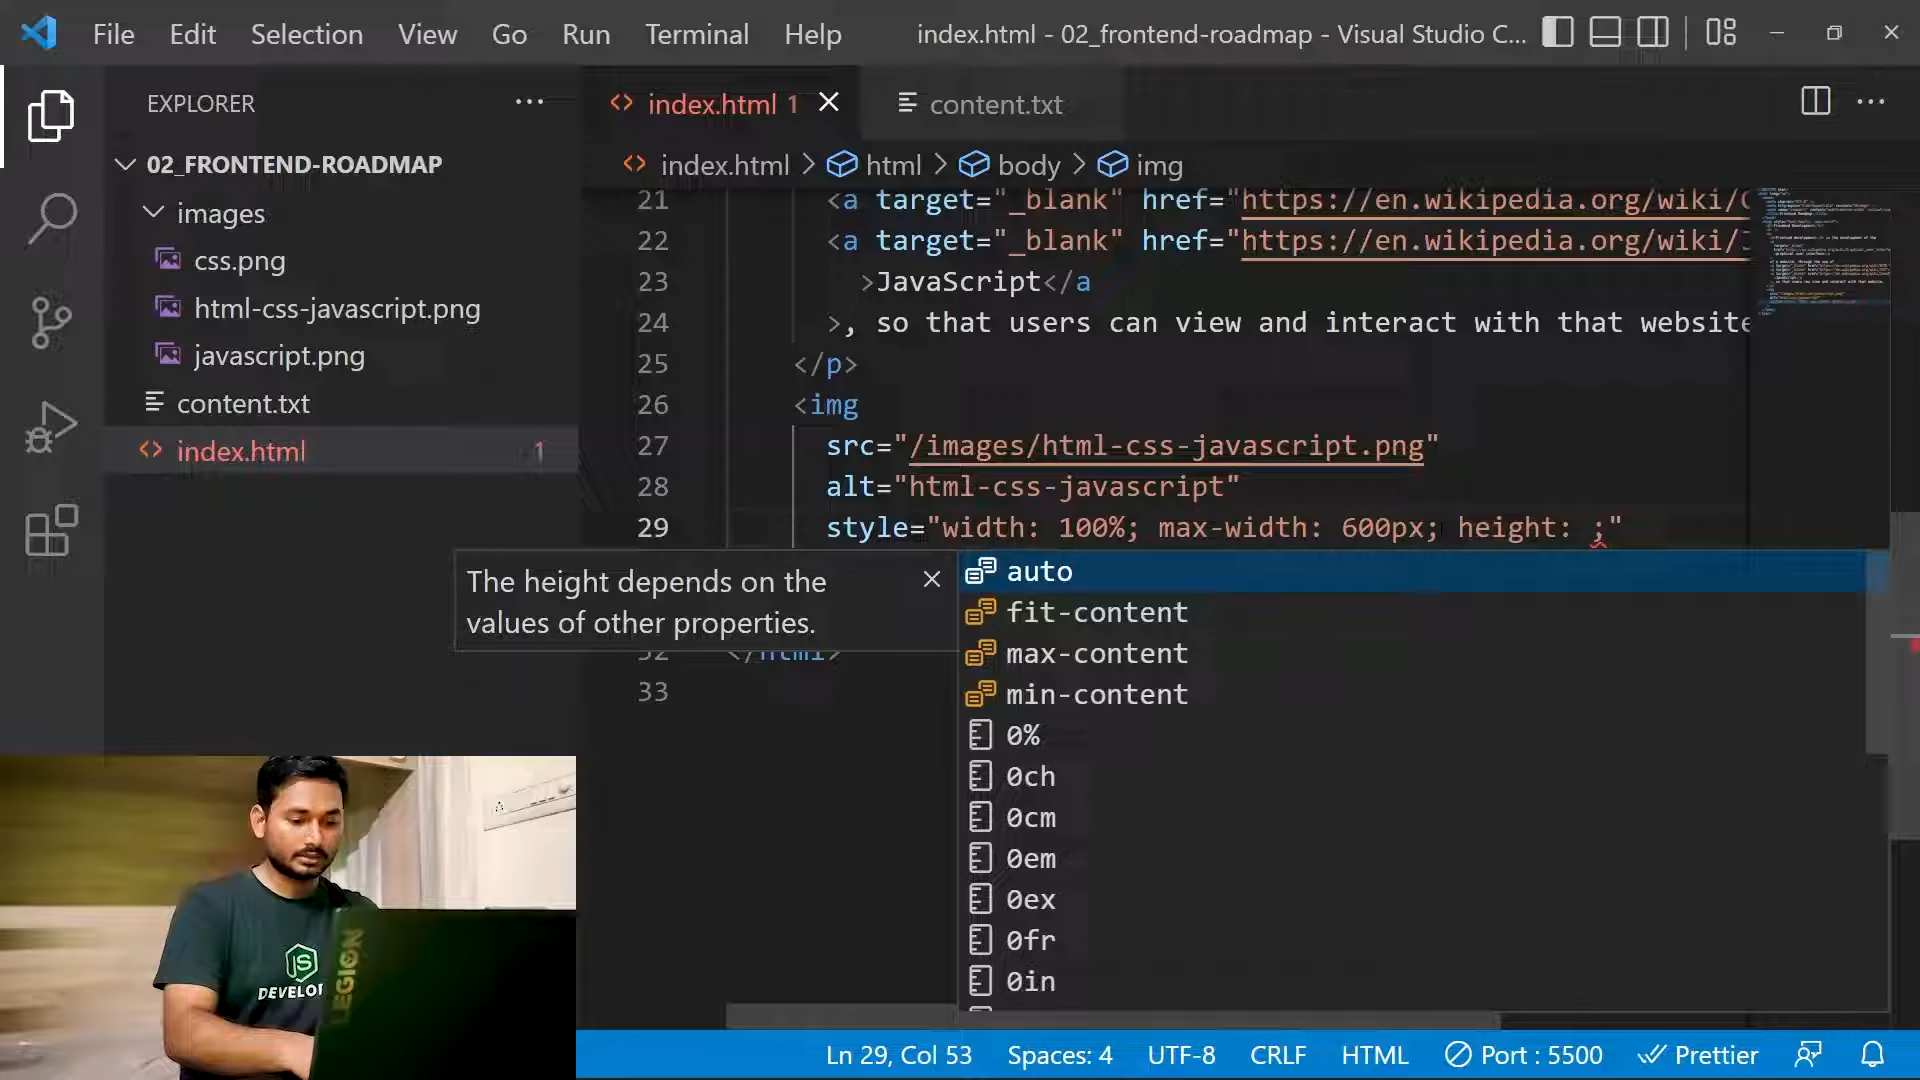 File Edit Selection View Go Run Terminal Help
index.html - 02_frontend-roadmap - Visual Studio C...
EXPLORER
02_FRONTEND-ROADMAP
images
css.png
html-css-javascript.png
javascript.png
content.txt
index.html 1
index.html 1
content.txt
index.html > html > body > img
21 <a target="_blank" href="https://en.wikipedia.org/wiki/
22 <a target="_blank" href="https://en.wikipedia.org/wiki/
23 >JavaScript</a
24 >, so that users can view and interact with that website
25 </p>
26 <img
27 src="/images/html-css-javascript.png"
28 alt="html-css-javascript"
29 style="width: 100%; max-width: 600px; height: ;"
The height depends on the
values of other properties.
auto
fit-content
max-content
min-content
0%
0ch
0cm
0em
0ex
0fr
0in
32 </html>
33
JS
DEVELO
LEGION
Ln 29, Col 53 Spaces: 4 UTF-8 CRLF HTML Port : 5500 Prettier